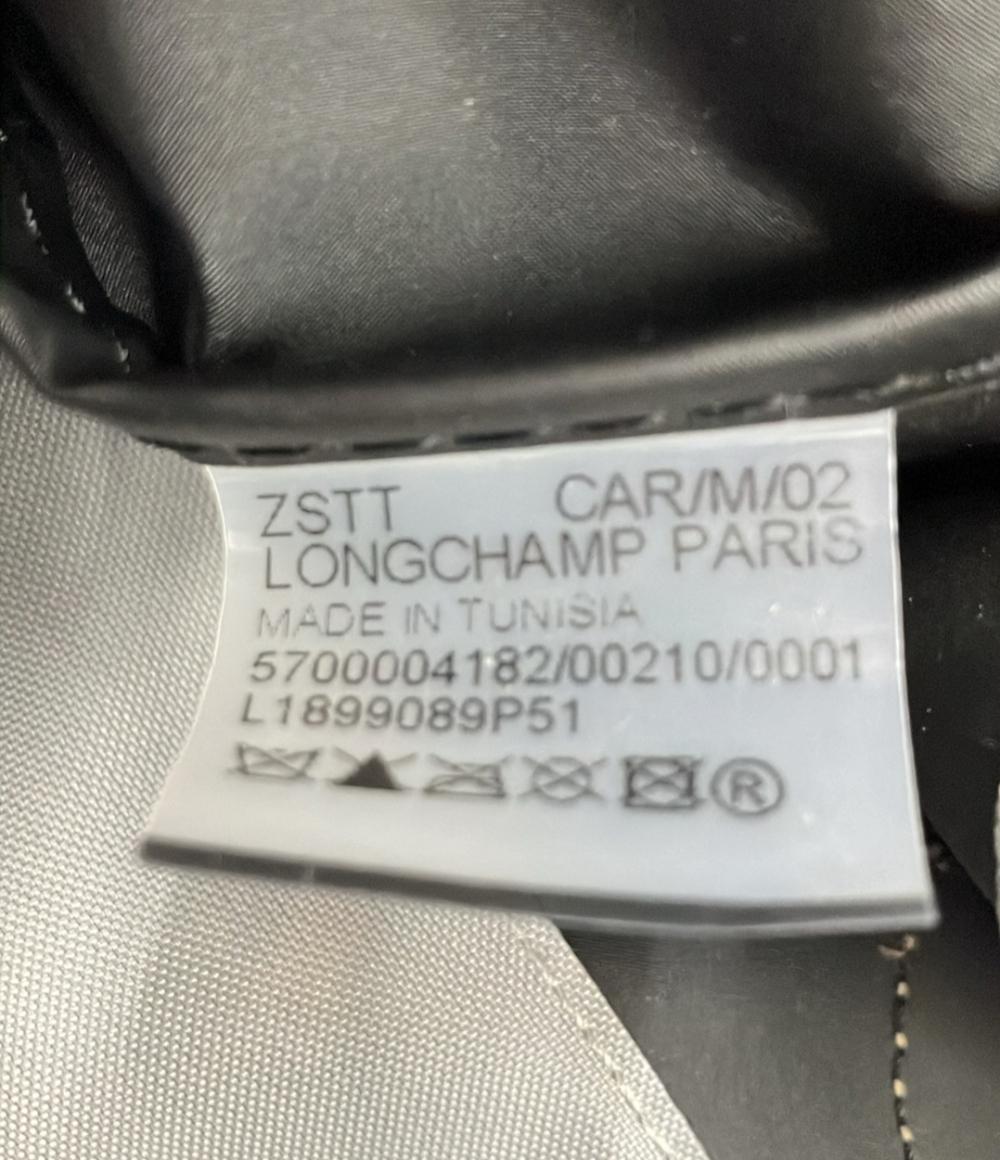 ZSTT CAR/M/02
LONGCHAMP PARIS
MADE IN TUNISIA
5700004182/00210/0001
L1899089P51
®